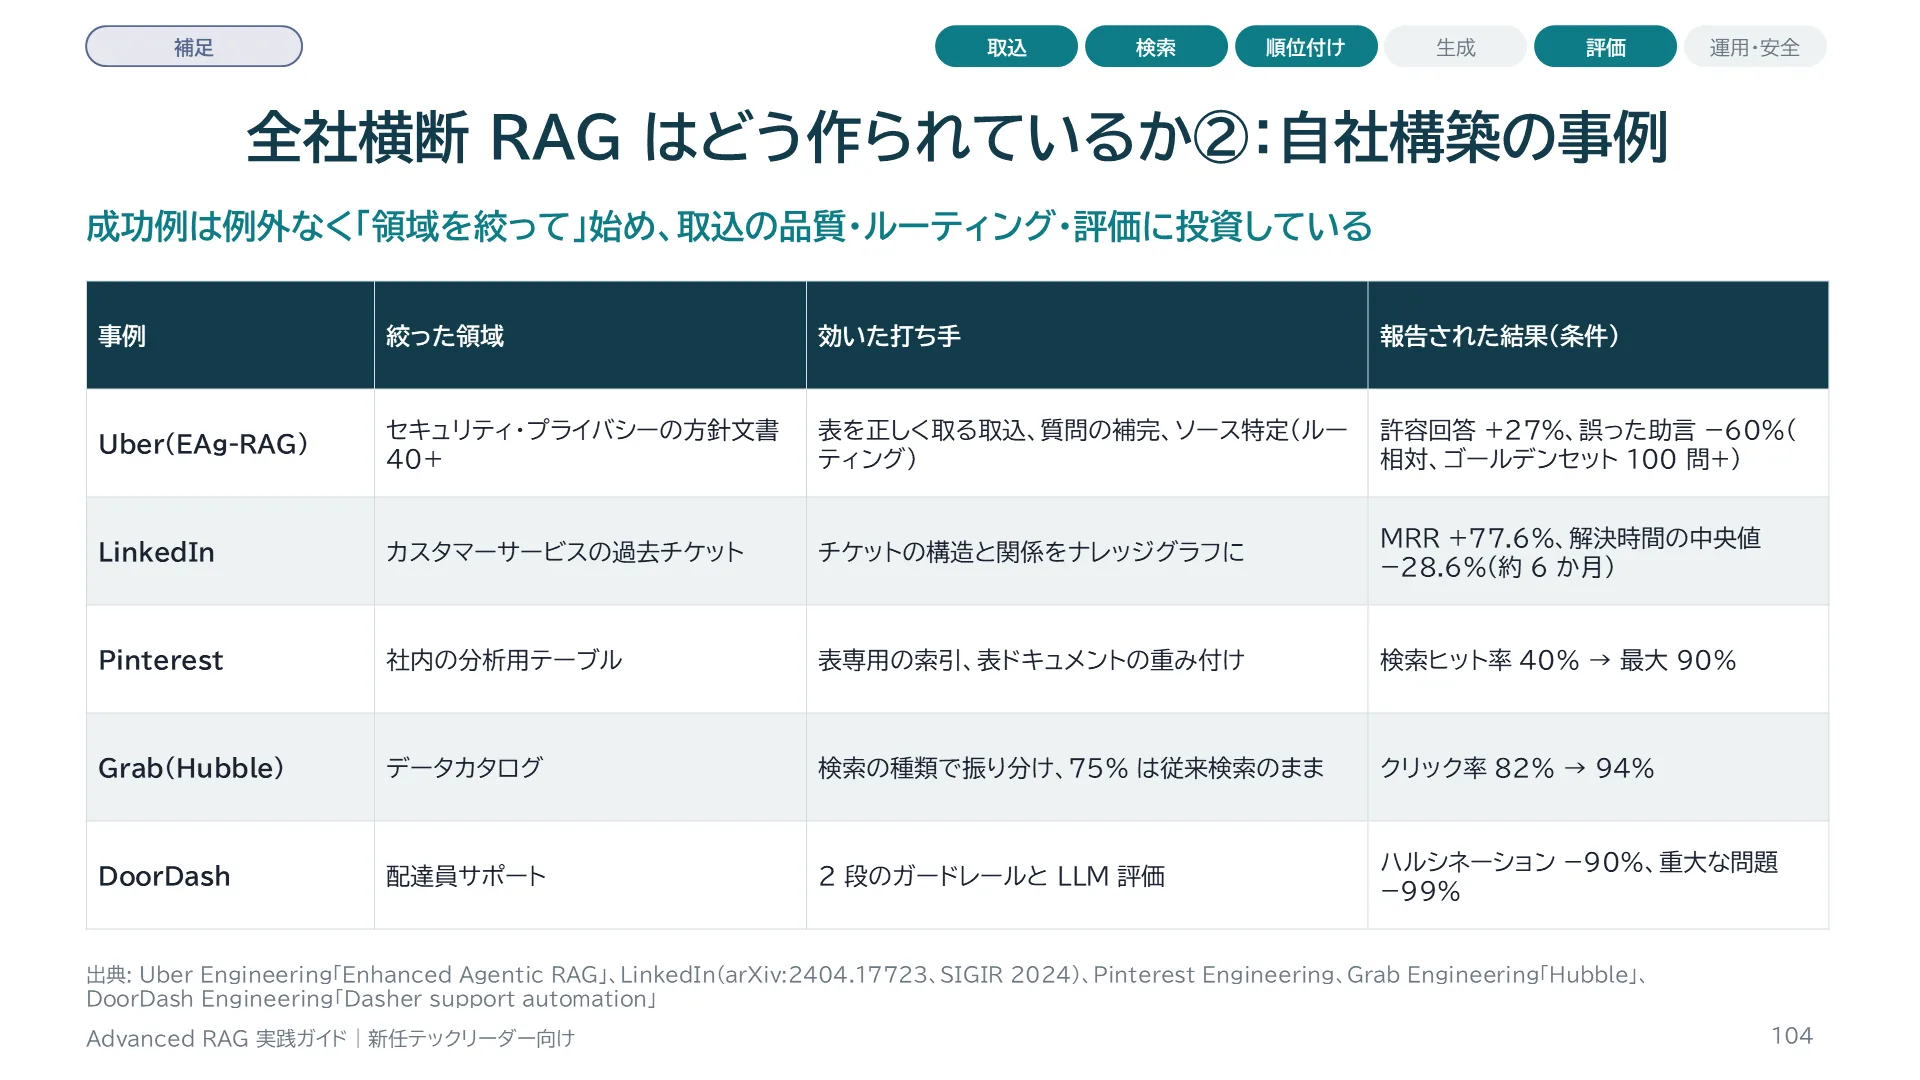 補足
取込
検索
順位付け
生成
評価
運用・安全
全社横断 RAG はどう作られているか②：自社構築の事例
成功例は例外なく「領域を絞って」始め、取込の品質・ルーティング・評価に投資している
事例
絞った領域
効いた打ち手
報告された結果（条件）
Uber（EAg-RAG）
セキュリティ・プライバシーの方針文書
40＋
表を正しく取る取込、質問の補完、ソース特定（ルー
ティング）
許容回答 +27%、誤った助言 −60%（
相対、ゴールデンセット 100 問+）
LinkedIn
カスタマーサービスの過去チケット
チケットの構造と関係をナレッジグラフに
MRR +77.6%、解決時間の中央値
−28.6%（約 6 か月）
Pinterest
社内の分析用テーブル
表専用の索引、表ドキュメントの重み付け
検索ヒット率 40% → 最大 90%
Grab（Hubble）
データカタログ
検索の種類で振り分け、75% は従来検索のまま
クリック率 82% → 94%
DoorDash
配達員サポート
2 段のガードレールと LLM 評価
ハルシネーション −90%、重大な問題
−99%
出典: Uber Engineering「Enhanced Agentic RAG」、LinkedIn（arXiv:2404.17723、SIGIR 2024）、Pinterest Engineering、Grab Engineering「Hubble」、
DoorDash Engineering「Dasher support automation」
Advanced RAG 実践ガイド｜新任テックリーダー向け
104